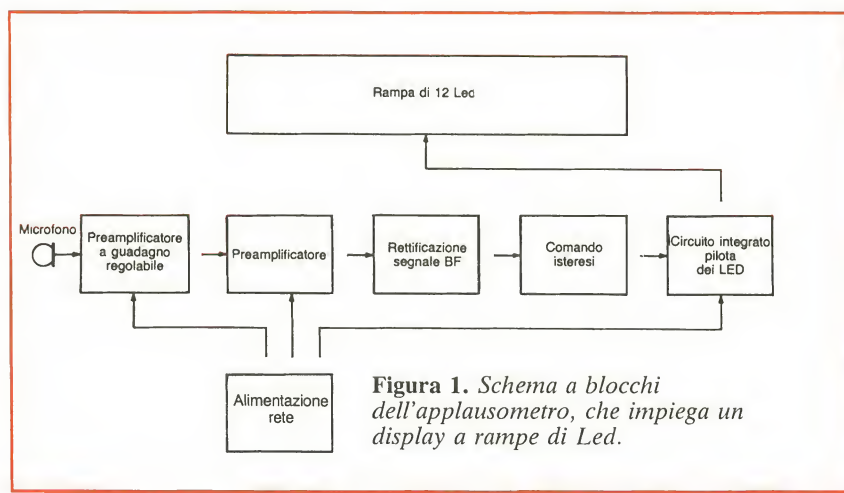 Rampa di 12 Led
Microfono
Preamplificatore
a guadagno
regolabile
Preamplificatore
Rettificazione
segnale BF
Comando
isteresi
Circuito integrato
pilota
dei LED
Alimentazione
rete
Figura 1. Schema a blocchi
dell'applausometro, che impiega un
display a rampe di Led.